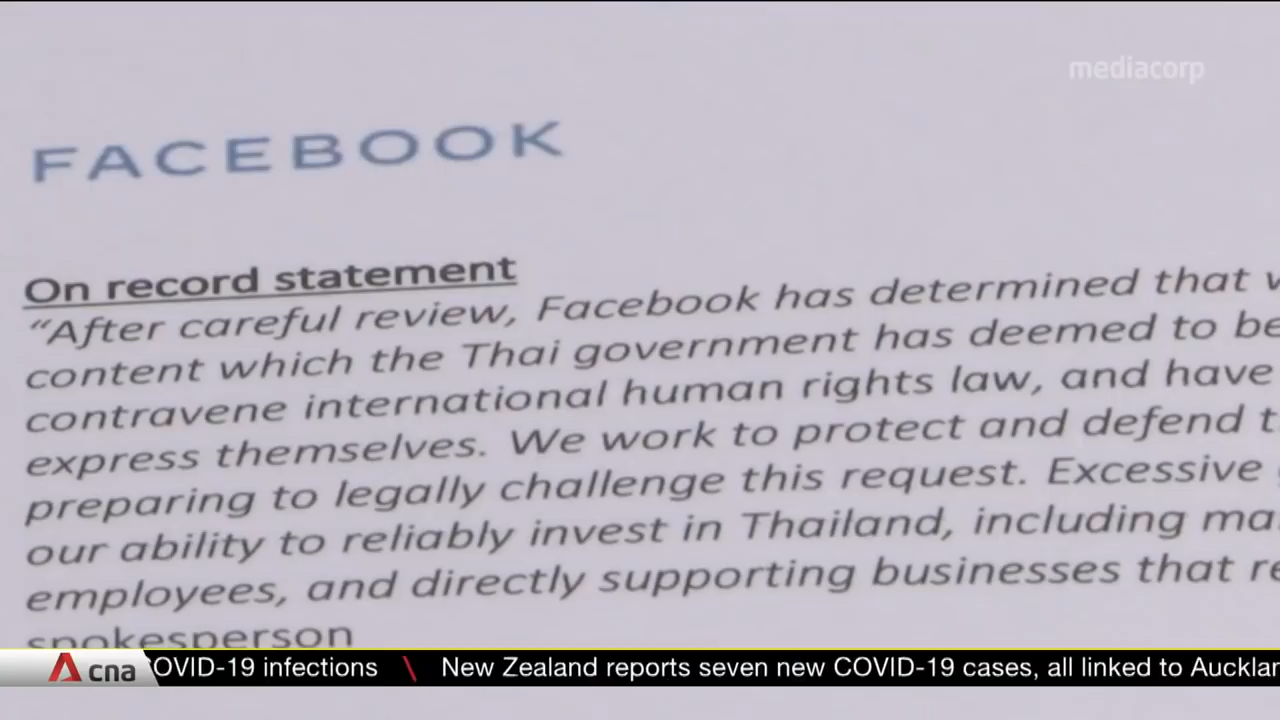 mediacorp
FACEBOOK
On record statement
"After careful review, Facebook has determined that
content which the Thai government has deemed to be
contravene international human rights law, and have
express themselves. We work to protect and defend
preparing to legally challenge this request. Excessive
our ability to reliably invest in Thailand, including
employees, and directly supporting businesses that
spokesperson
cna
OVID-19 infections \ New Zealand reports seven new COVID-19 cases, all linked to